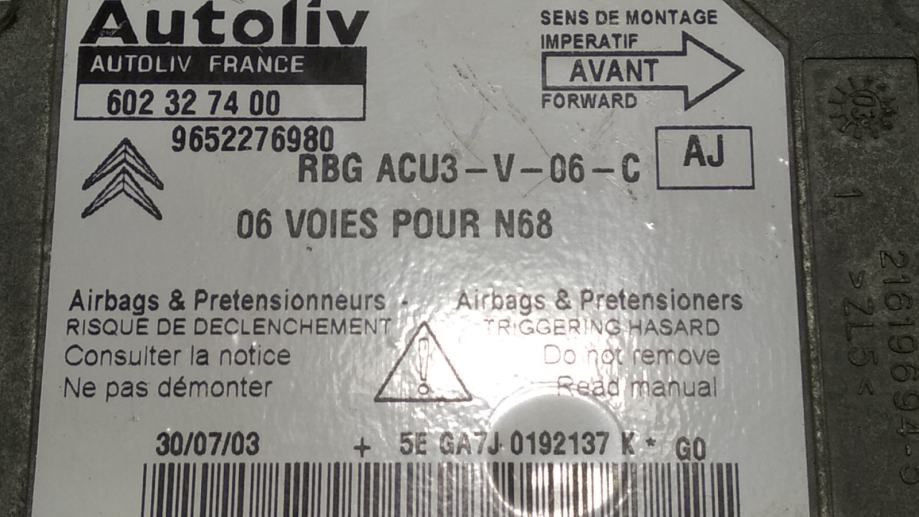 Autoliv
AUTOLIV FRANCE
602 32 74 00
9652276980
SENS DE MONTAGE
IMPERATIF
AVANT
FORWARD
RBG ACU3-V-06-C
AJ
06 VOIES POUR N68
Airbags & Pretensionneurs - Airbags & Pretensioners
RISQUE DE DECLENCHEMENT TRIGGERING HASARD
Consulter la notice Do not remove
Ne pas démonter Read manual
30/07/03 + 5E GA7J 0192137 K* G0
1
>ZL5<